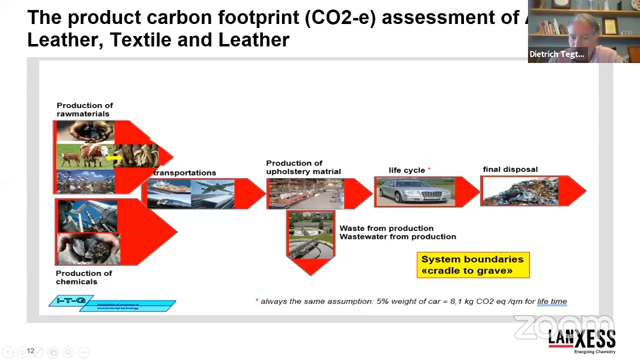 The product carbon footprint (CO2-e) assessment of A
Leather, Textile and Leather
Dietrich Tegt...
Production of
rawmaterials
transportations
Production of
upholstery matrial
life cycle *
final disposal
Waste from production
Wastewater from production
Production of
chemicals
System boundaries
«cradle to grave»
I-T-G
* always the same assumption: 5% weight of car = 8,1 kg CO2 eq /qm for life time
zoom
12
LANXESS
Energizing Chemistry